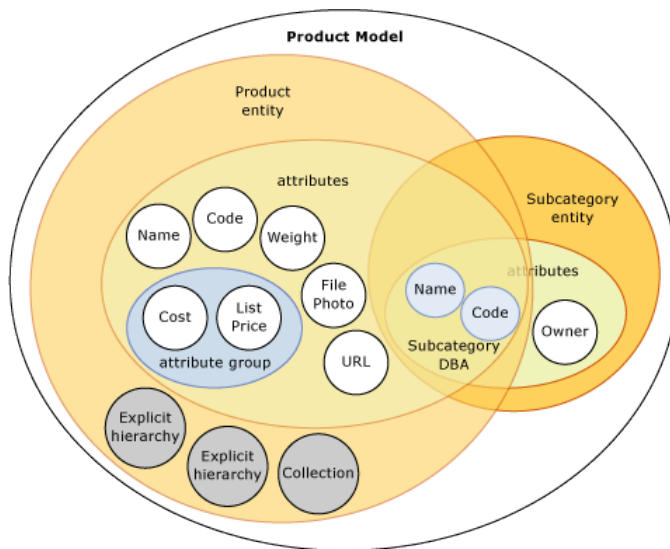 Product Model
Product
entity
attributes
Name
Code
Weight
File
Photo
Cost
List
Price
attribute group
URL
Subcategory
entity
attributes
Name
Code
Subcategory
DBA
Owner
Explicit
hierarchy
Explicit
hierarchy
Collection